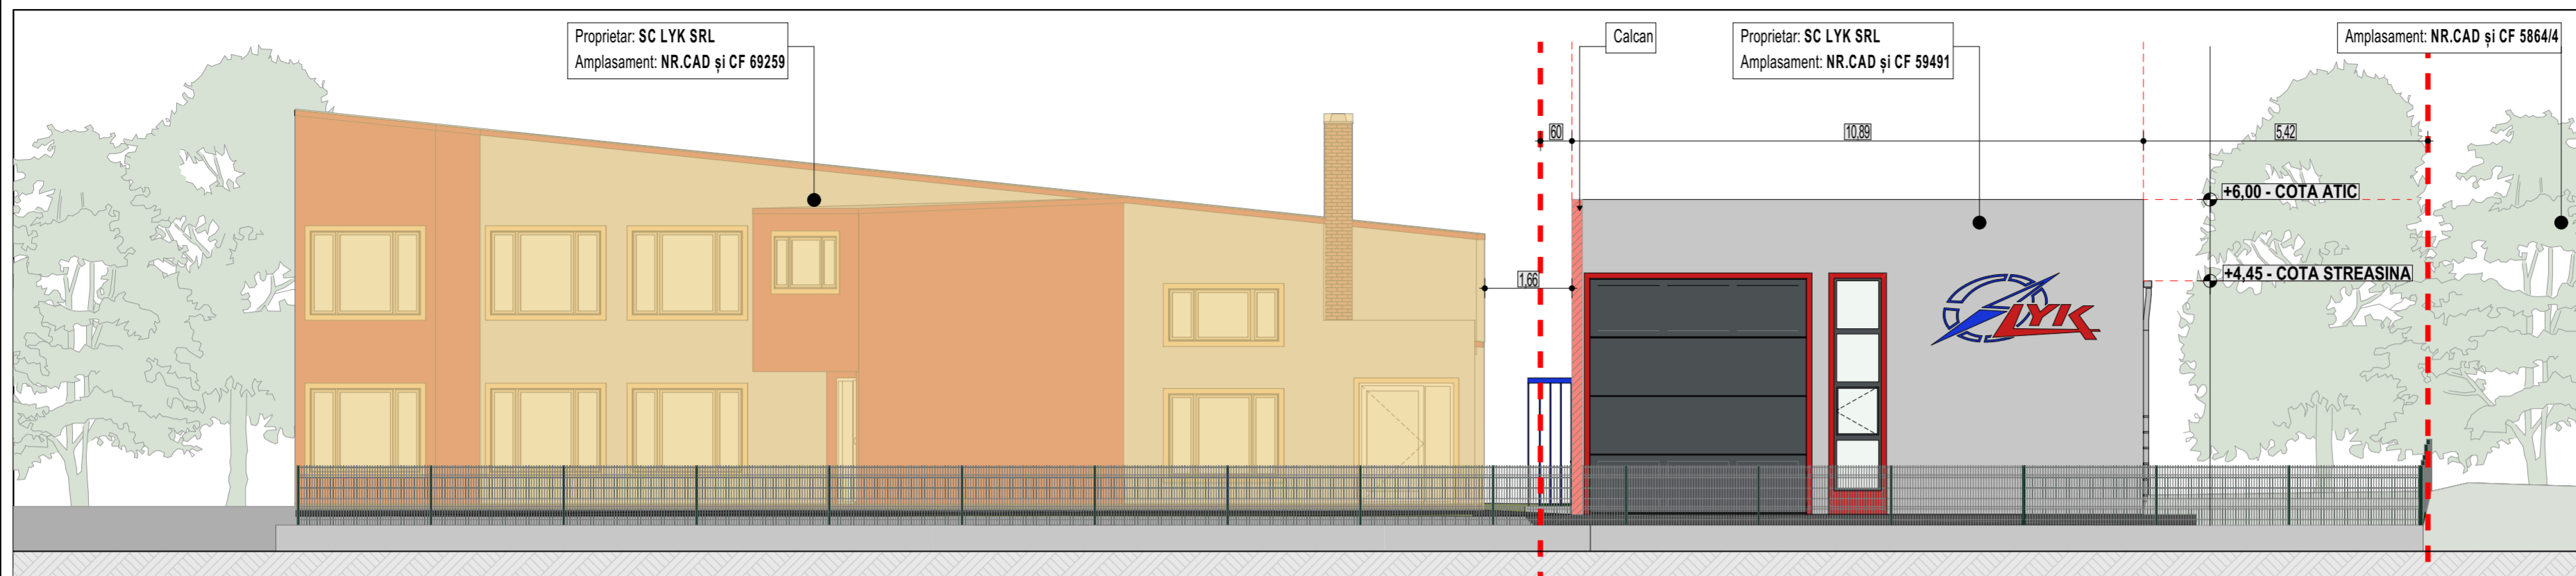 Proprietar: SC LYK SRL
Amplasament: NR.CAD și CF 69259
Calcan
Proprietar: SC LYK SRL
Amplasament: NR.CAD și CF 59491
Amplasament: NR.CAD și CF 5864/4
60
10,89
5,42
+6,00 - COTA ATIC
+4,45 - COTA STREASINA
1,66
LYK